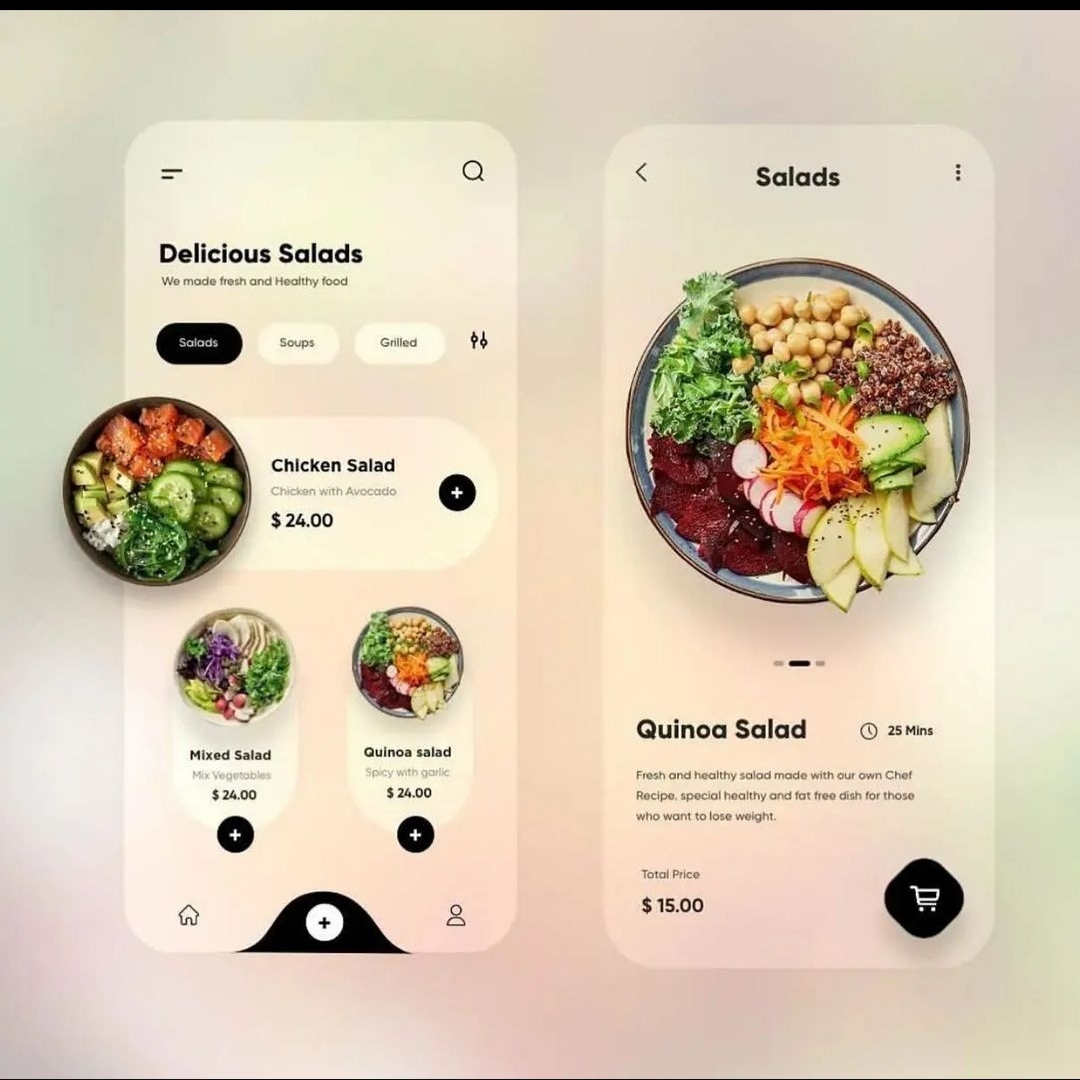 Delicious Salads
We made fresh and Healthy food
Salads
Soups
Grilled
Chicken Salad
Chicken with Avocado
$ 24.00
Mixed Salad
Mix Vegetables
$ 24.00
Quinoa salad
Spicy with garlic
$ 24.00
Salads
Quinoa Salad
25 Mins
Fresh and healthy salad made with our own Chef
Recipe. special healthy and fat free dish for those
who want to lose weight.
Total Price
$ 15.00